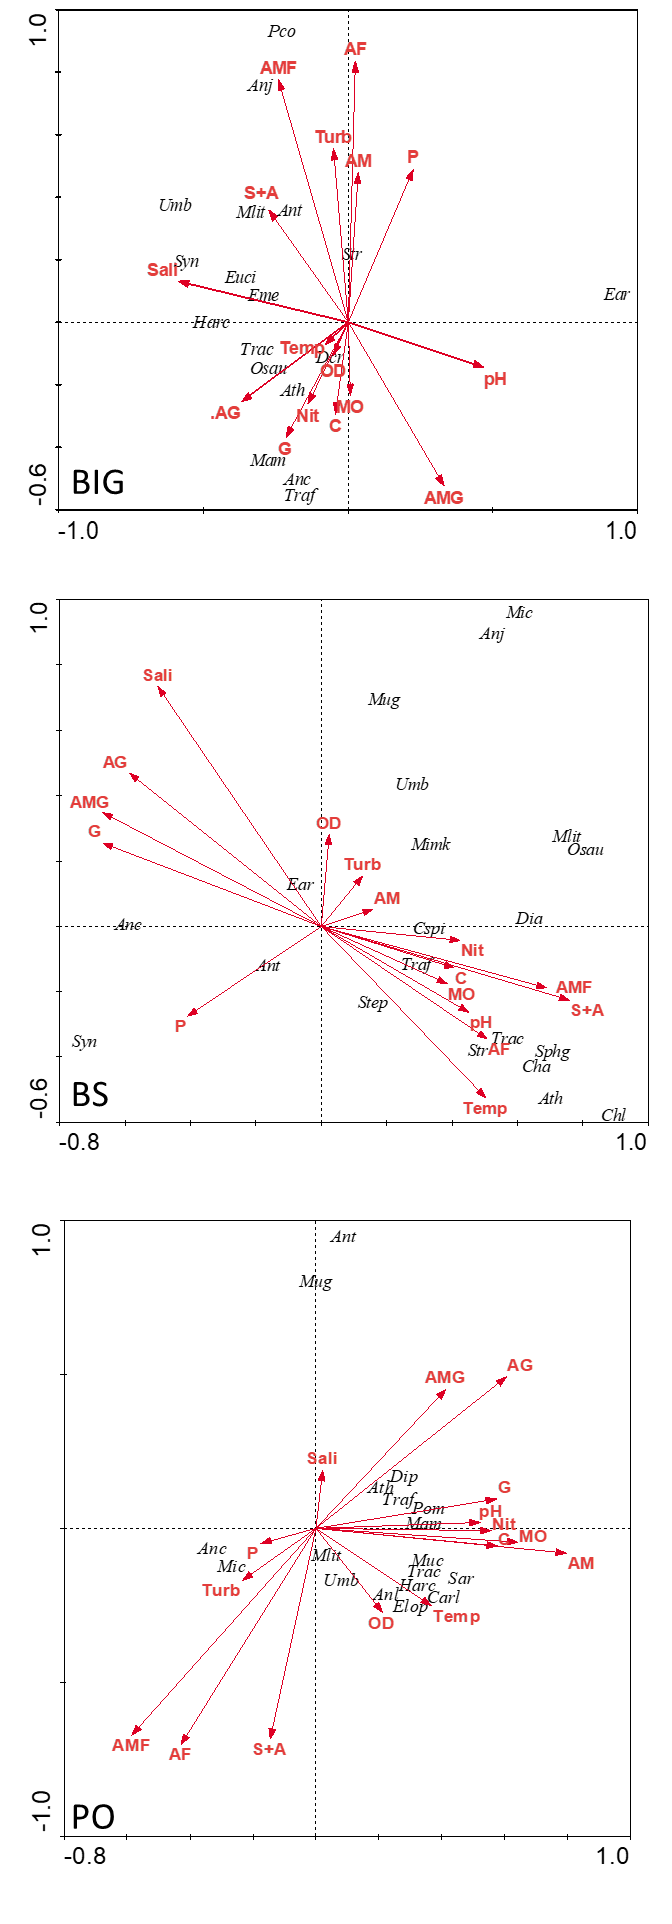 1.0
Pco
AF
AMF
Anj
Turb
AM
P
S+A
Umb
Mlit
Ant
Str
Syn
Sali
Euci
Eme
Ear
Harc
Trac
Temp
Dcr
Osau
OD
pH
Ath
.AG
Nit
MO
C
G
Mam
Anc
Traf
AMG
-0.6
BIG
-1.0
1.0
1.0
Mic
Anj
Sali
Mug
AG
Umb
AMG
G
OD
Mimk
Mlit
Osau
Turb
Ear
AM
Anc
Cspi
Dia
Nit
Ant
Traf
C
AMF
MO
Step
S+A
P
pH
Syn
Trac
Str
AF
Sphg
Cha
Ath
Temp
Chl
-0.6
BS
-0.8
1.0
1.0
Ant
Mug
AMG
AG
Sali
Dip
Ath
G
Traf
Pom
pH
Mam
Nit
MO
C
Anc
P
Mlit
AM
Mic
Muc
Trac
Turb
Umb
Harc
Sar
Anl
Carl
Elop
Temp
OD
AMF
AF
S+A
-1.0
PO
-0.8
1.0